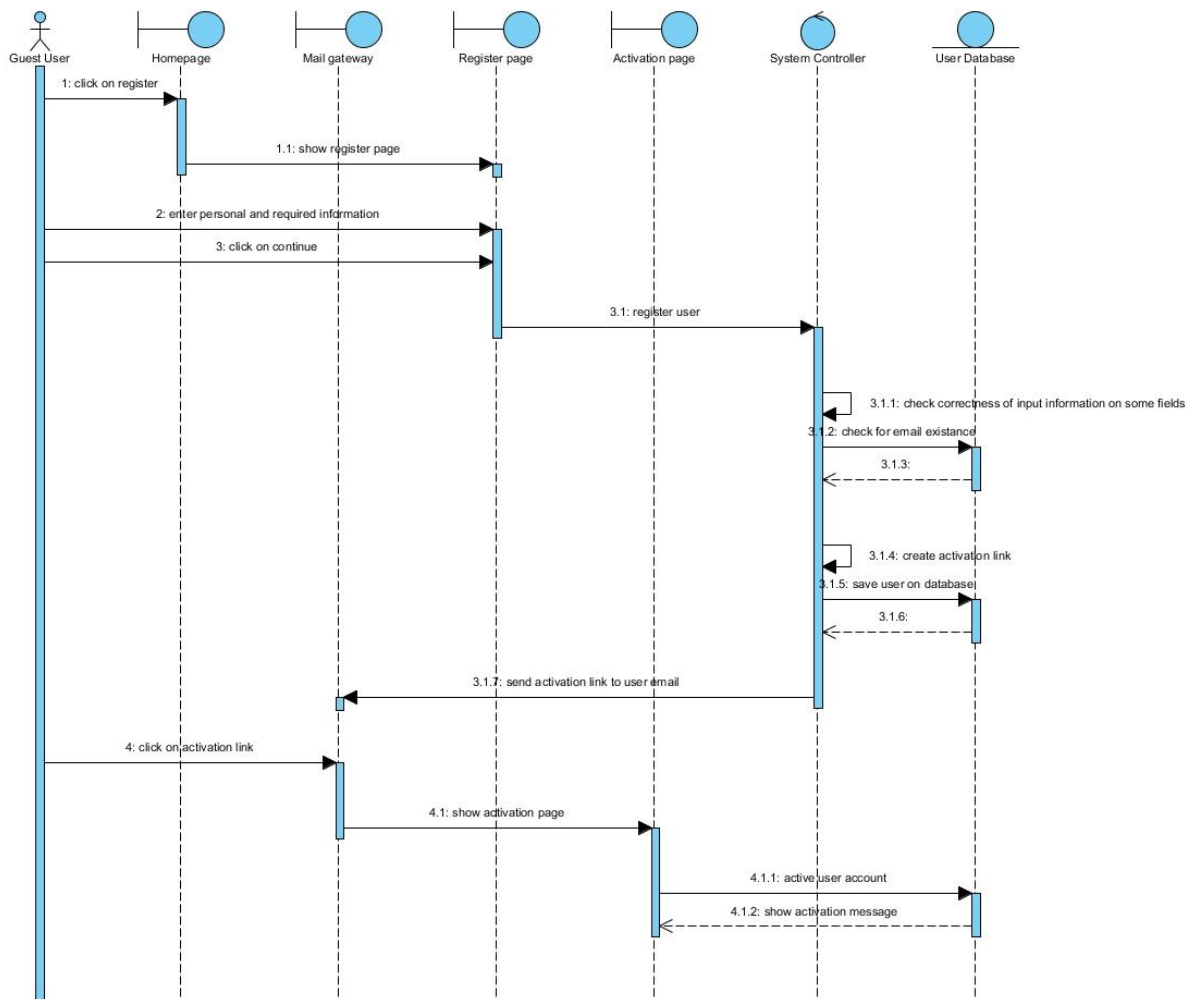 Guest User
Homepage
Mail gateway
Register page
Activation page
System Controller
User Database
1: click on register
1.1: show register page
2: enter personal and required information
3: click on continue
3.1: register user
3.1.1: check correctness of input information on some fields
3.1.2: check for email existance
3.1.3:
3.1.4: create activation link
3.1.5: save user on database
3.1.6:
3.1.7: send activation link to user email
4: click on activation link
4.1: show activation page
4.1.1: active user account
4.1.2: show activation message